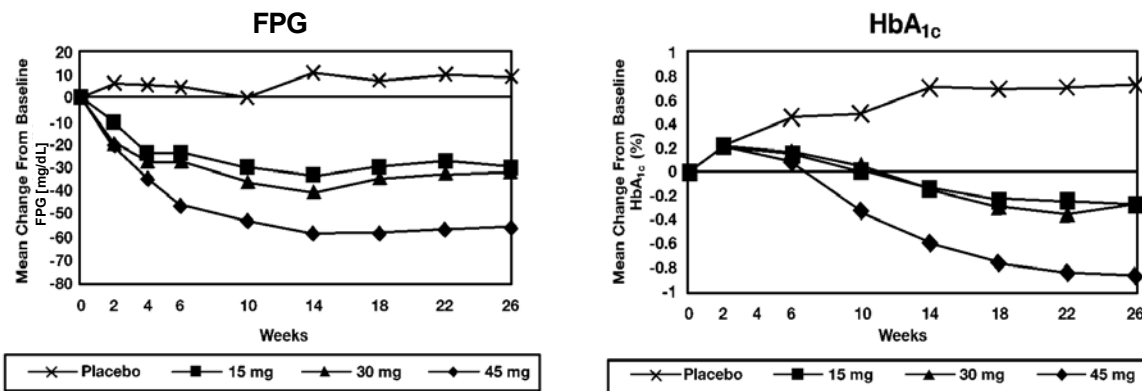 FPG
Mean Change From Baseline
FPG [mg/dL]
20
10
0
-10
-20
-30
-40
-50
-60
-70
-80
0 2 4 6 10 14 18 22 26
Weeks
Placebo 15 mg 30 mg 45 mg
HbA1c
Mean Change From Baseline
HbA1c (%)
1
0.8
0.6
0.4
0.2
0
-0.2
-0.4
-0.6
-0.8
-1
0 2 4 6 10 14 18 22 26
Weeks
Placebo 15 mg 30 mg 45 mg